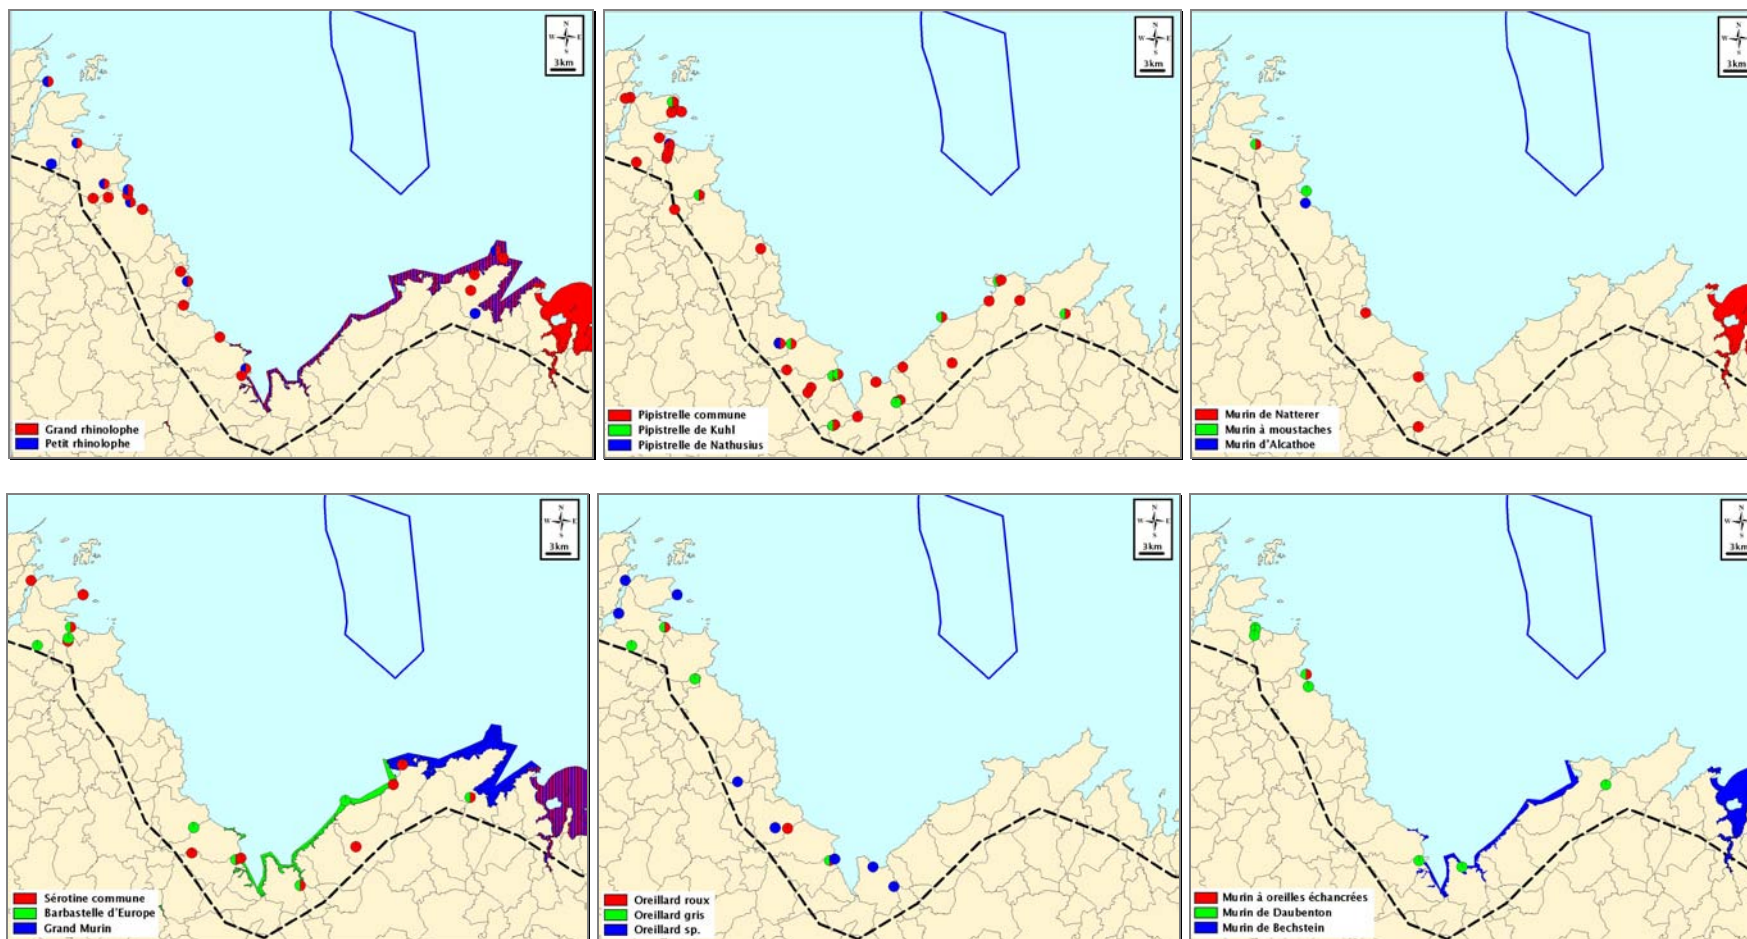 N
W E
S
3km
Grand rhinolophe
Petit rhinolophe
N
W E
S
3km
Pipistrelle commune
Pipistrelle de Kuhl
Pipistrelle de Nathusius
N
W E
S
3km
Murin de Natterer
Murin à moustaches
Murin d'Alcathoe
N
W E
S
3km
Sérotine commune
Barbastelle d'Europe
Grand Murin
N
W E
S
3km
Oreillard roux
Oreillard gris
Oreillard sp.
N
W E
S
3km
Murin à oreilles échancrées
Murin de Daubenton
Murin de Bechstein